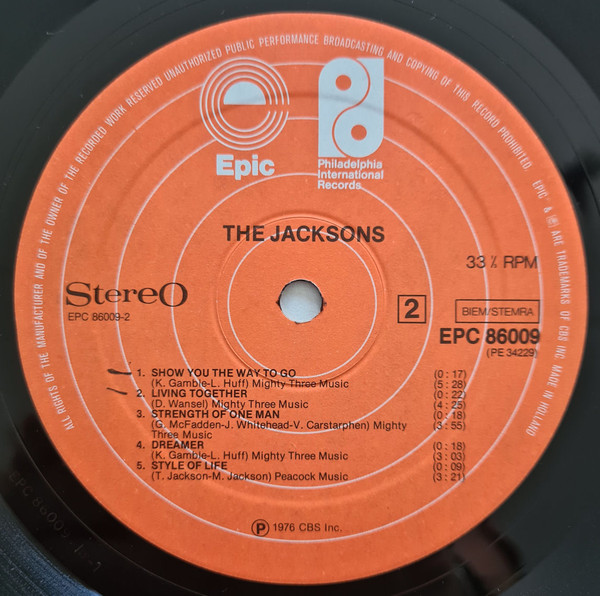 ALL RIGHTS OF THE MANUFACTURER AND OF THE OWNER OF THE RECORDED WORK RESERVED UNAUTHORIZED PUBLIC PERFORMANCE BROADCASTING AND COPYING OF THIS RECORD PROHIBITED. EPIC & ARE TRADEMARKS OF CBS INC. MADE IN HOLLAND
Epic
Philadelphia
International
Records
THE JACKSONS
33 ⅓ RPM
Stereo
EPC 86009-2
2
BIEM/STEMRA
EPC 86009
(PE 34229)
1. SHOW YOU THE WAY TO GO (0 : 17)
(K. Gamble-L. Huff) Mighty Three Music (5 : 28)
2. LIVING TOGETHER (0 : 22)
(D. Wansel) Mighty Three Music (4 : 25)
3. STRENGTH OF ONE MAN (0 : 18)
(G. McFadden-J. Whitehead-V. Carstarphen) Mighty (3 : 55)
Three Music
4. DREAMER (0 : 18)
(K. Gamble-L. Huff) Mighty Three Music (3 : 03)
5. STYLE OF LIFE (0 : 09)
(T. Jackson-M. Jackson) Peacock Music (3 : 21)
℗ 1976 CBS Inc.
EPC 86009